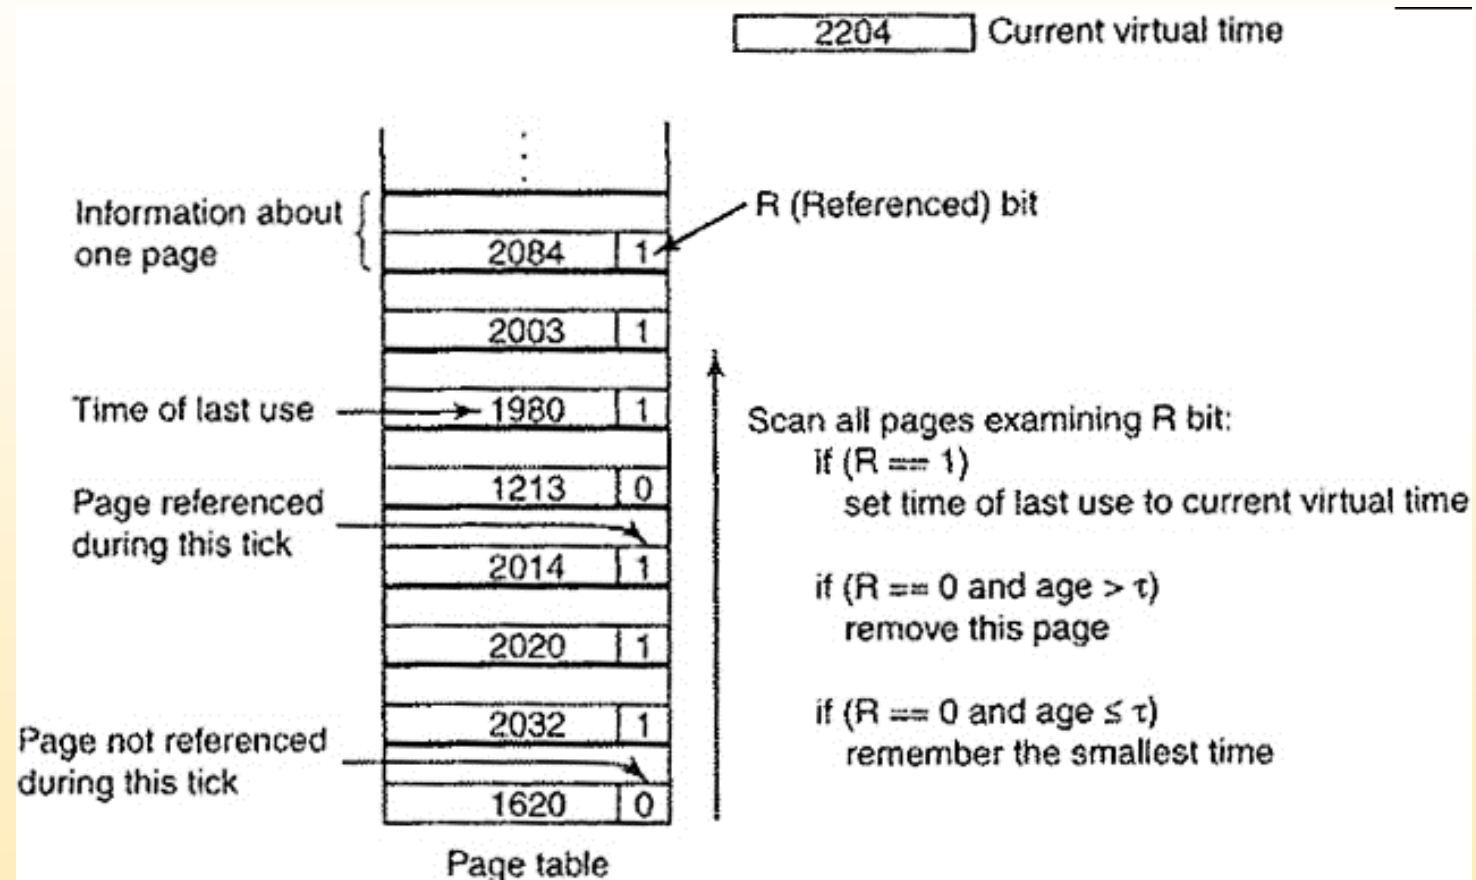 2204 Current virtual time
Information about
one page
R (Referenced) bit
2084 1
2003 1
Time of last use
1980 1
1213 0
Page referenced
during this tick
2014 1
2020 1
2032 1
Page not referenced
during this tick
1620 0
Page table
Scan all pages examining R bit:
if (R == 1)
set time of last use to current virtual time
if (R == 0 and age > τ)
remove this page
if (R == 0 and age ≤ τ)
remember the smallest time